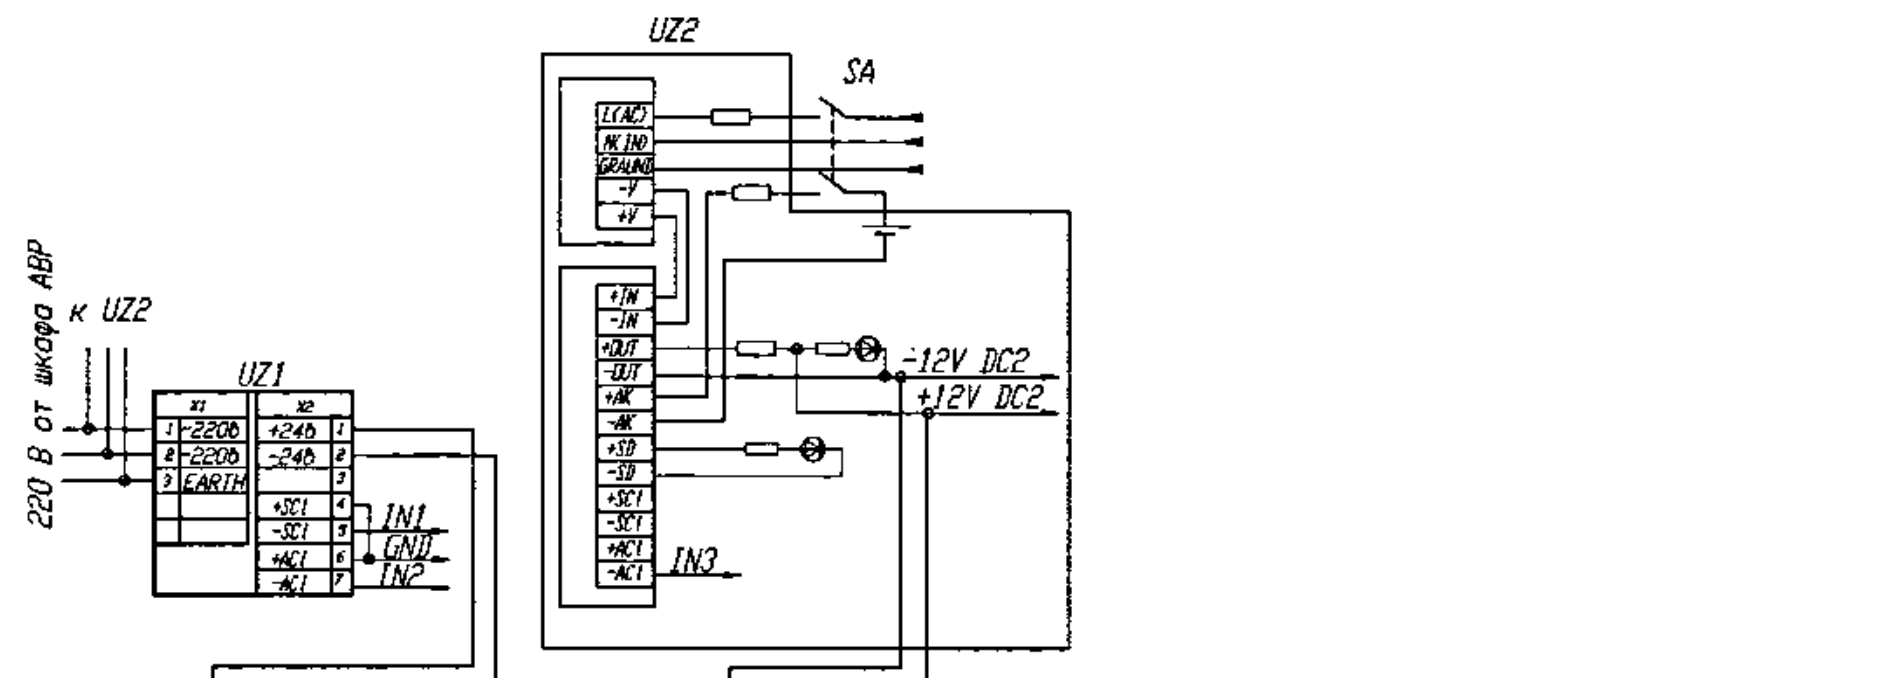 UZ2
SA
L(AC)
N(IN)
GRAUND
-V
+V
+IN
-IN
+OUT
-OUT
+AK
-AK
+SD
-SD
+SC1
-SC1
+AC1
-AC1
IN3
-12V DC2
+12V DC2
220 В от шкафа АВР
к UZ2
UZ1
X1 X2
1 ~220в +24в 1
2 ~220в -24в 2
3 EARTH 3
+SC1 4
-SC1 5 IN1
+AC1 6 GND
-AC1 7 IN2